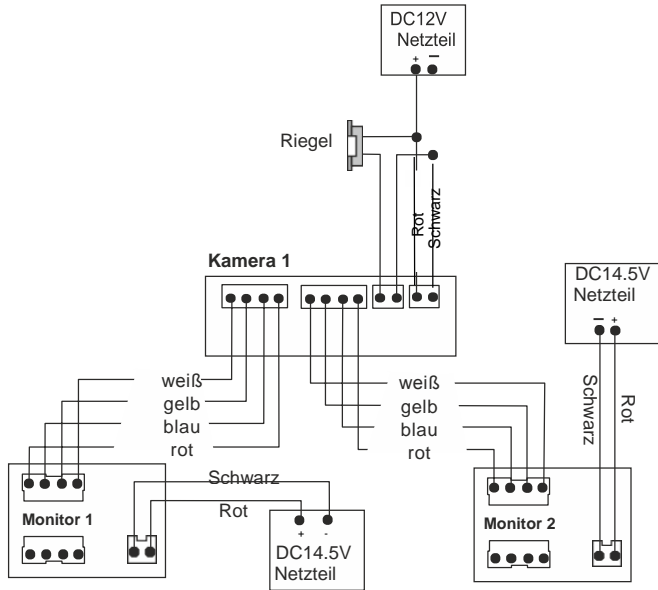 DC12V
Netzteil
+ −
Riegel
Rot
Schwarz
Kamera 1
DC14.5V
Netzteil
− +
Schwarz
Rot
weiß
gelb
blau
rot
weiß
gelb
blau
rot
Schwarz
Rot
Monitor 1
+ -
DC14.5V
Netzteil
Monitor 2